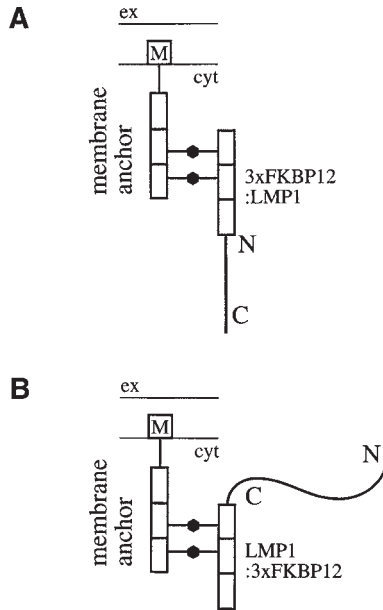 A
ex
M
cyt
membrane
anchor
3xFKBP12
:LMP1
N
C
B
ex
M
cyt
N
C
membrane
anchor
LMP1
:3xFKBP12